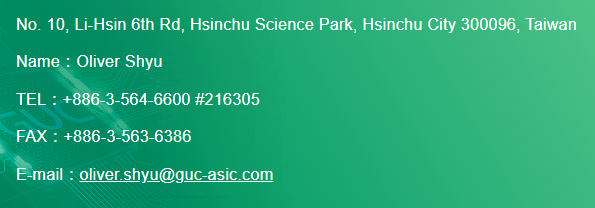 No. 10, Li-Hsin 6th Rd, Hsinchu Science Park, Hsinchu City 300096, Taiwan
Name：Oliver Shyu
TEL：+886-3-564-6600 #216305
FAX：+886-3-563-6386
E-mail：oliver.shyu@guc-asic.com
GUC